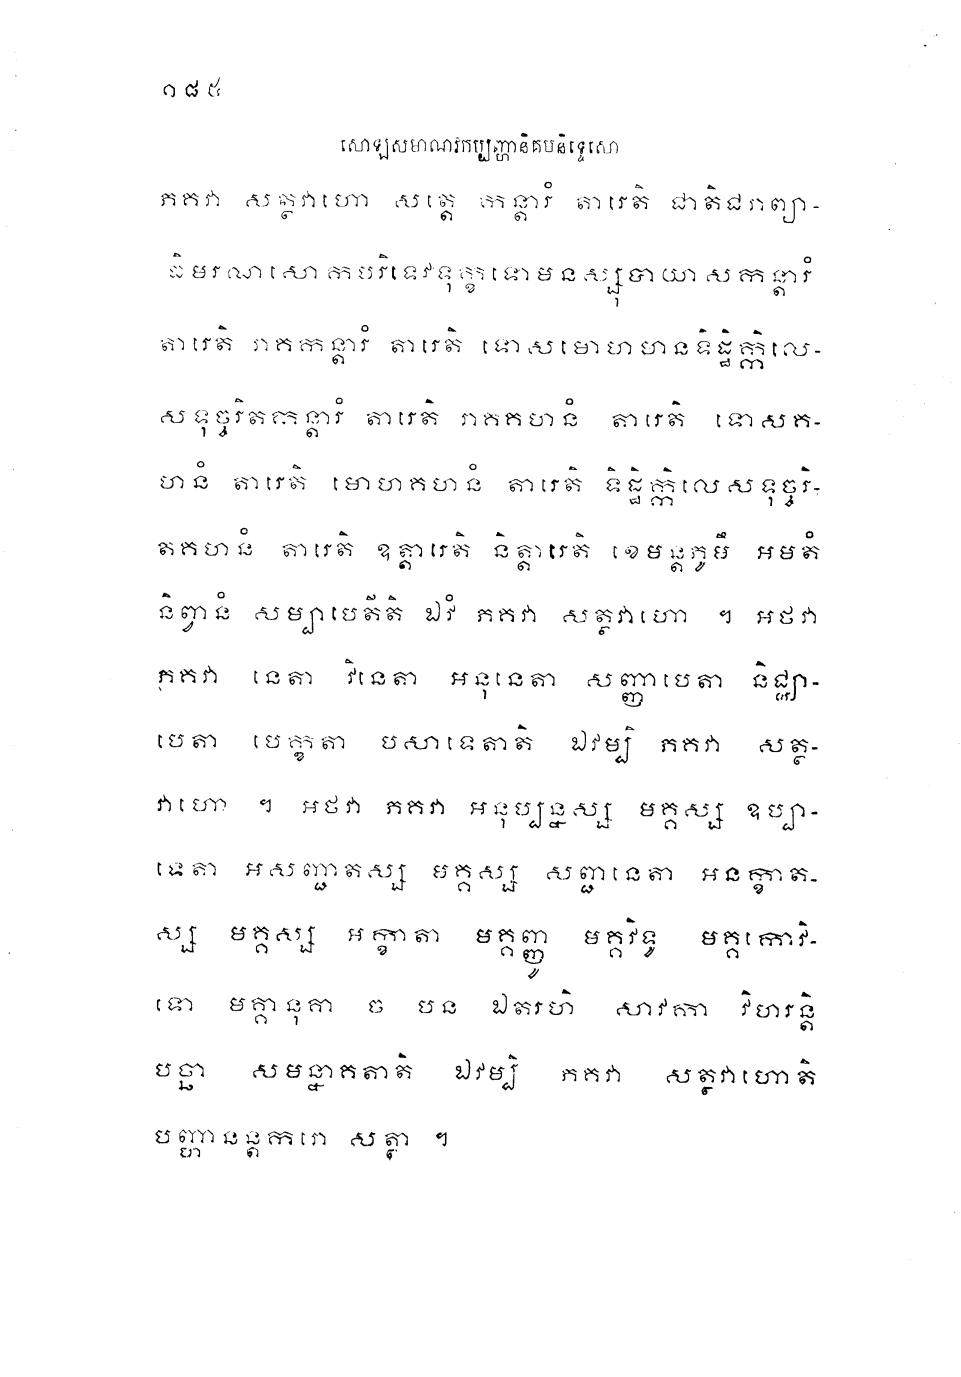 ១៨៥
សោឡសមាណវកប្បញ្ហានិគបនិទ្ទេសោ
ភគវា សត្ថវាហោ សត្តេ កន្តារំ តារេតិ ជាតិជរាព្យា-
ធិមរណសោកបរិទេវទុក្ខទោមនស្សុបាយាសកន្តារំ
តារេតិ រាគកន្តារំ តារេតិ ទោសមោហមានទិដ្ឋិក្កិលេ-
សទុច្ចរិតកន្តារំ តារេតិ រាគគហនំ តារេតិ ទោសគ-
ហនំ តារេតិ មោហគហនំ តារេតិ ទិដ្ឋិក្កិលេសទុច្ចរិ-
តគហនំ តារេតិ ឧត្តារេតិ និត្តារេតិ ខេមន្តភូមឹ អមតំ
និព្វានំ សម្បាបេតីតិ ឯវំ ភគវា សត្ថវាហោ ។ អថវា
ភគវា នេតា វិនេតា អនុនេតា សញ្ញាបេតា និជ្ឈា-
បេតា បេក្ខតា បសាទេតាតិ ឯវម្បិ ភគវា សត្ថ-
វាហោ ។ អថវា ភគវា អនុប្បន្នស្ស មគ្គស្ស ឧប្បា-
ទេតា អសញ្ជាតស្ស មគ្គស្ស សញ្ជានេតា អនក្ខាត-
ស្ស មគ្គស្ស អក្ខាតា មគ្គញ្ញូ មគ្គវិទូ មគ្គកោវិ-
ទោ មគ្គានុគា ច បន ឯតរហិ សាវកា វិហរន្តិ
បច្ឆា សមន្នាគតាតិ ឯវម្បិ ភគវា សត្ថវាហោតិ
បញ្ហានន្តករោ សត្ថា ។